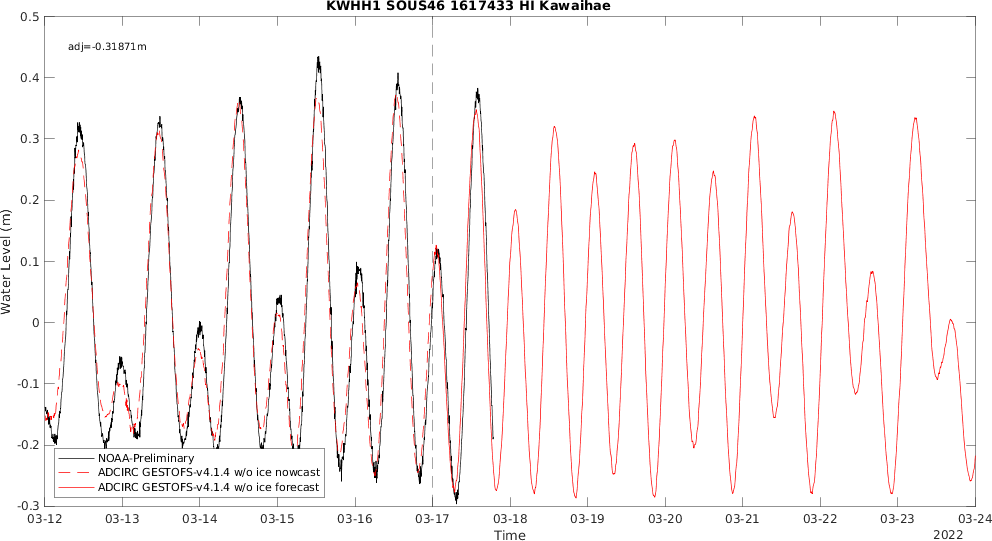 KWHH1 SOUS46 1617433 HI Kawaihae
adj=-0.31871m
0.5
0.4
0.3
0.2
0.1
0
-0.1
-0.2
-0.3
Water Level (m)
NOAA-Preliminary
ADCIRC GESTOFS-v4.1.4 w/o ice nowcast
ADCIRC GESTOFS-v4.1.4 w/o ice forecast
03-12 03-13 03-14 03-15 03-16 03-17 03-18 03-19 03-20 03-21 03-22 03-23 03-24
Time
2022